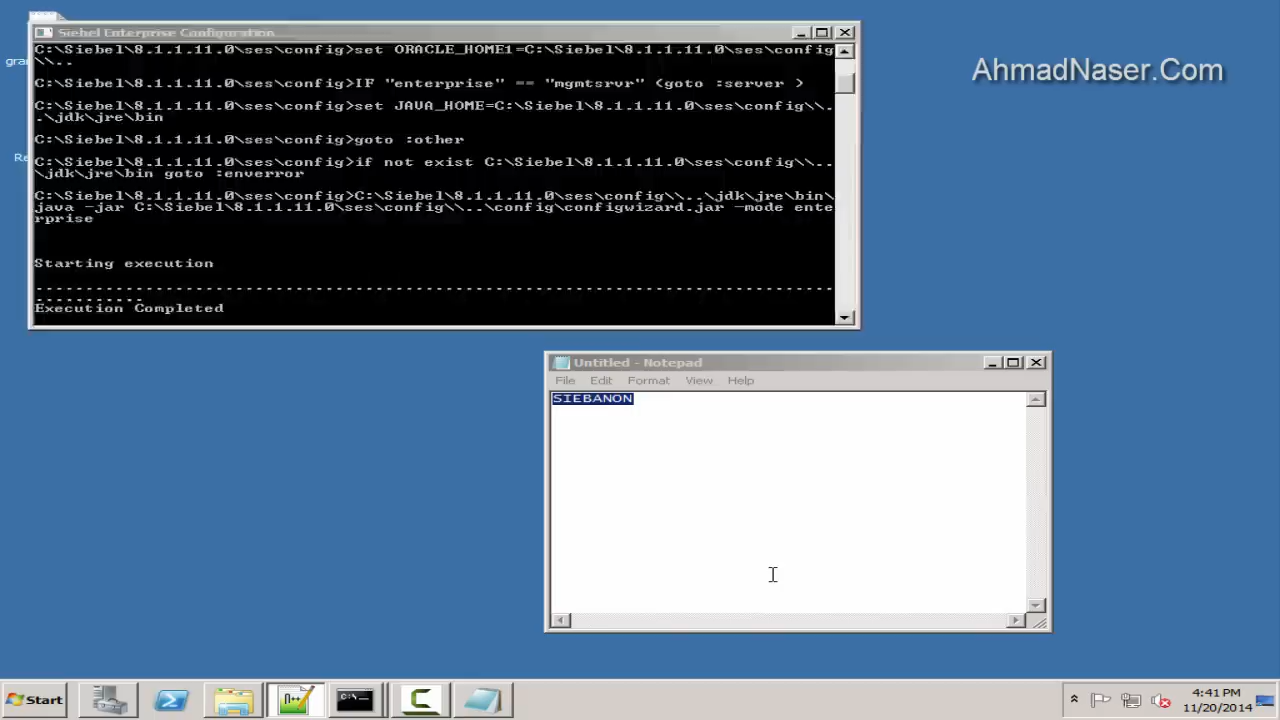 Siebel Enterprise Configuration
C:\Siebel\8.1.1.11.0\ses\config>set ORACLE_HOME1=C:\Siebel\8.1.1.11.0\ses\config
\\..
C:\Siebel\8.1.1.11.0\ses\config>IF "enterprise" == "mgmtsrvr" (goto :server )
C:\Siebel\8.1.1.11.0\ses\config>set JAVA_HOME=C:\Siebel\8.1.1.11.0\ses\config\\.
.\jdk\jre\bin
C:\Siebel\8.1.1.11.0\ses\config>goto :other
C:\Siebel\8.1.1.11.0\ses\config>if not exist C:\Siebel\8.1.1.11.0\ses\config\\..
\jdk\jre\bin goto :enverror
C:\Siebel\8.1.1.11.0\ses\config>C:\Siebel\8.1.1.11.0\ses\config\\..\jdk\jre\bin\
java -jar C:\Siebel\8.1.1.11.0\ses\config\\..\config\configwizard.jar -mode ente
rprise
Starting execution
Execution Completed
AhmadNaser.Com
Untitled - Notepad
File Edit Format View Help
SIEBANON
Start
C:\
4:41 PM
11/20/2014